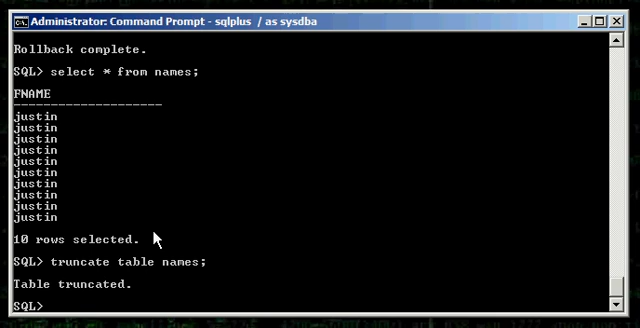 Administrator: Command Prompt - sqlplus / as sysdba
Rollback complete.
SQL> select * from names;
FNAME
--------------------
justin
justin
justin
justin
justin
justin
justin
justin
justin
justin
10 rows selected.
SQL> truncate table names;
Table truncated.
SQL>